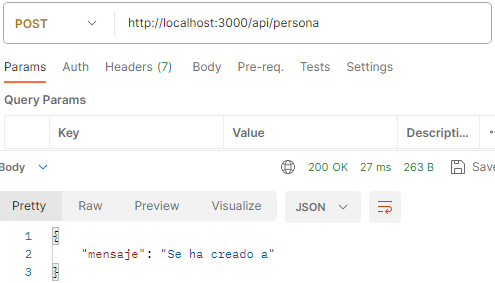 POST http://localhost:3000/api/persona
Params Auth Headers (7) Body Pre-req. Tests Settings
Query Params
Key Value Descripti...
Body 200 OK 27 ms 263 B Save
Pretty Raw Preview Visualize JSON
1 {
2 "mensaje": "Se ha creado a"
3 }